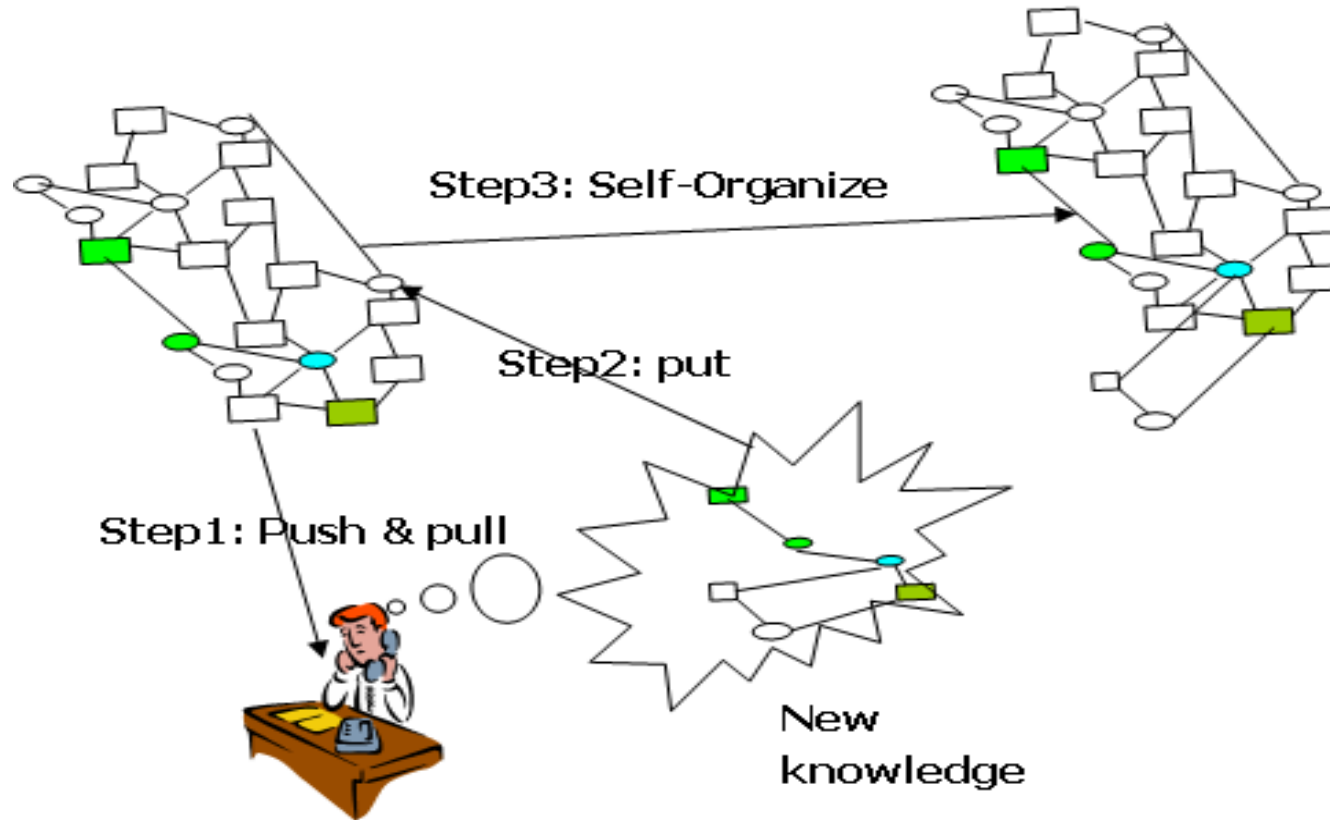 Step3: Self-Organize
Step2: put
Step1: Push & pull
New
knowledge